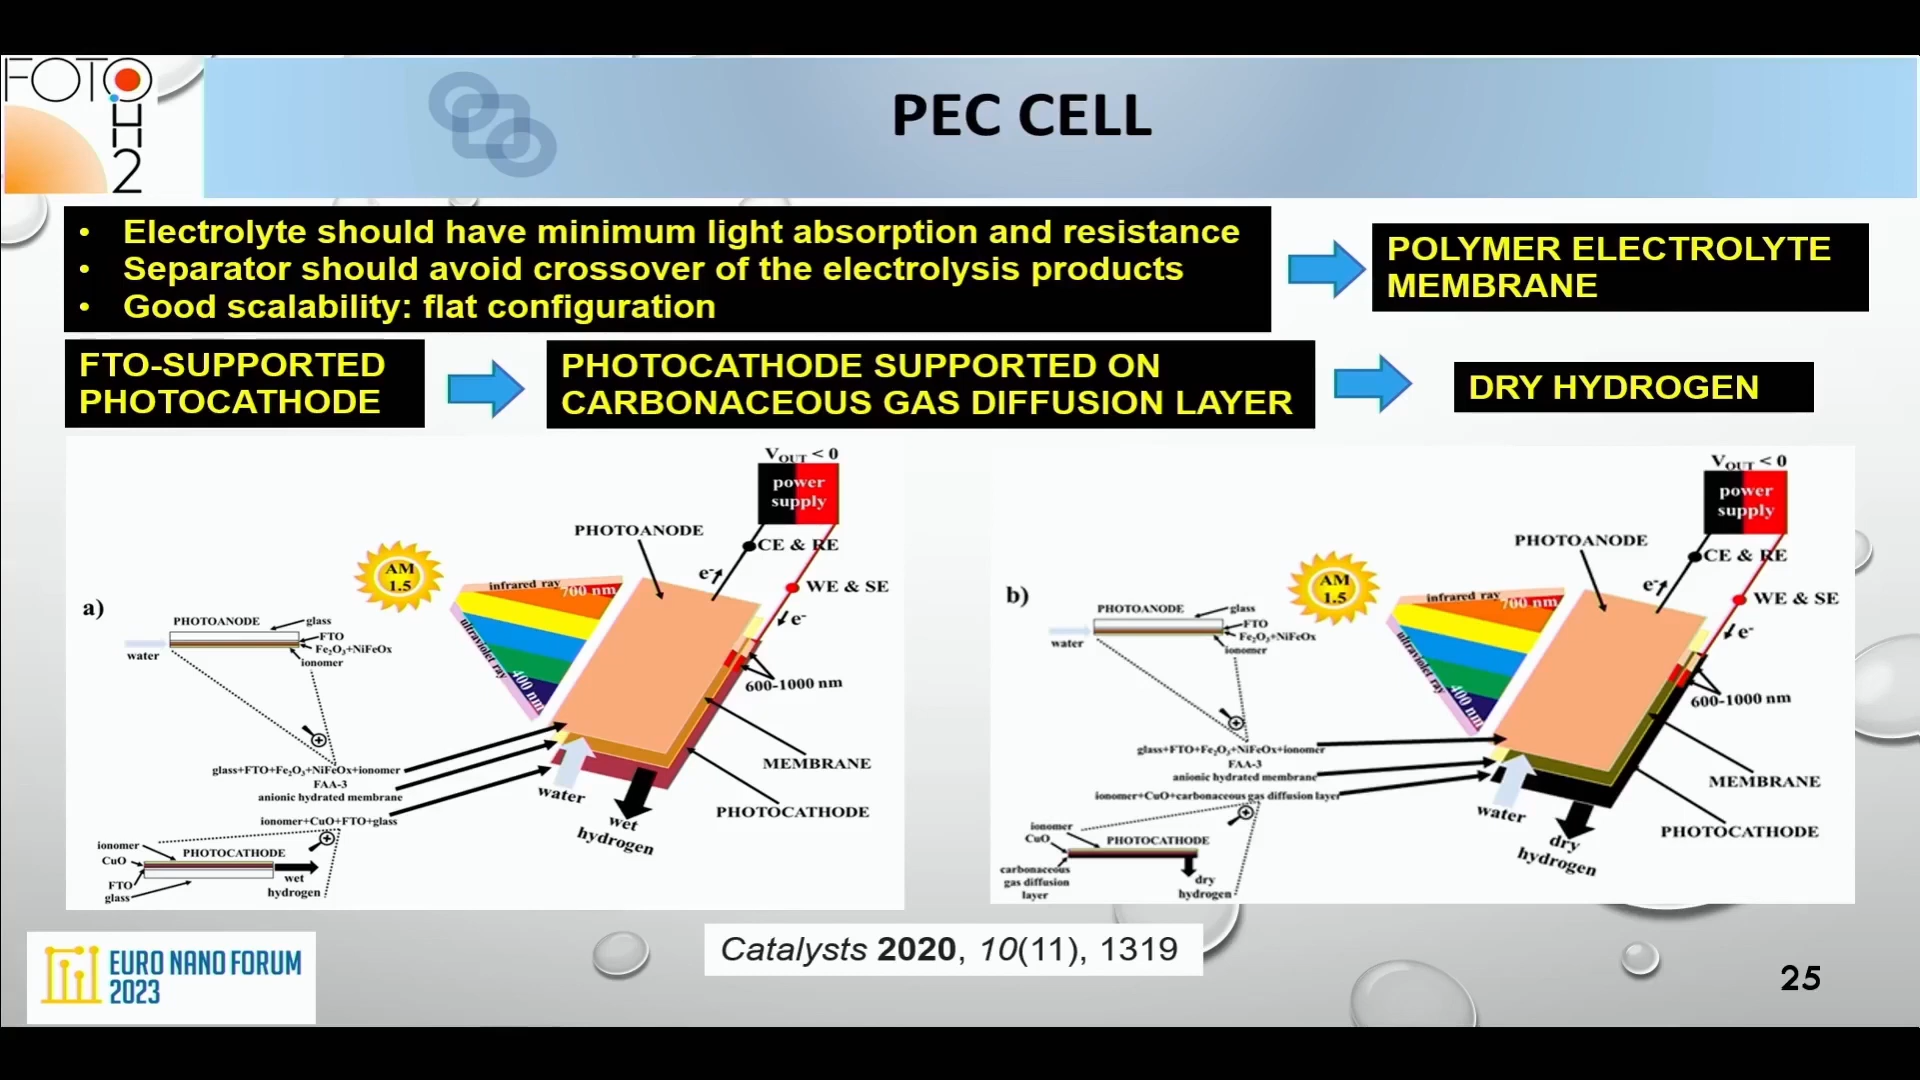 FOTO
H
2
PEC CELL
• Electrolyte should have minimum light absorption and resistance
• Separator should avoid crossover of the electrolysis products
• Good scalability: flat configuration
POLYMER ELECTROLYTE
MEMBRANE
FTO-SUPPORTED
PHOTOCATHODE
PHOTOCATHODE SUPPORTED ON
CARBONACEOUS GAS DIFFUSION LAYER
DRY HYDROGEN
a)
VOUT < 0
power
supply
PHOTOANODE
CE & RE
e-
WE & SE
e-
AM
1.5
infrared ray
700 nm
ultraviolet ray
400 nm
PHOTOANODE
glass
FTO
Fe2O3+NiFeOx
ionomer
water
600-1000 nm
MEMBRANE
PHOTOCATHODE
glass+FTO+Fe2O3+NiFeOx+ionomer
FAA-3
anionic hydrated membrane
ionomer+CuO+FTO+glass
water
wet
hydrogen
ionomer
CuO
PHOTOCATHODE
FTO
glass
wet
hydrogen
b)
VOUT < 0
power
supply
PHOTOANODE
CE & RE
e-
WE & SE
e-
AM
1.5
infrared ray
700 nm
ultraviolet ray
400 nm
PHOTOANODE
glass
FTO
Fe2O3+NiFeOx
ionomer
water
600-1000 nm
MEMBRANE
PHOTOCATHODE
glass+FTO+Fe2O3+NiFeOx+ionomer
FAA-3
anionic hydrated membrane
ionomer+CuO+carbonaceous gas diffusion layer
water
dry
hydrogen
ionomer
CuO
PHOTOCATHODE
carbonaceous
gas diffusion
layer
dry
hydrogen
Catalysts 2020, 10(11), 1319
EURO NANO FORUM
2023
25